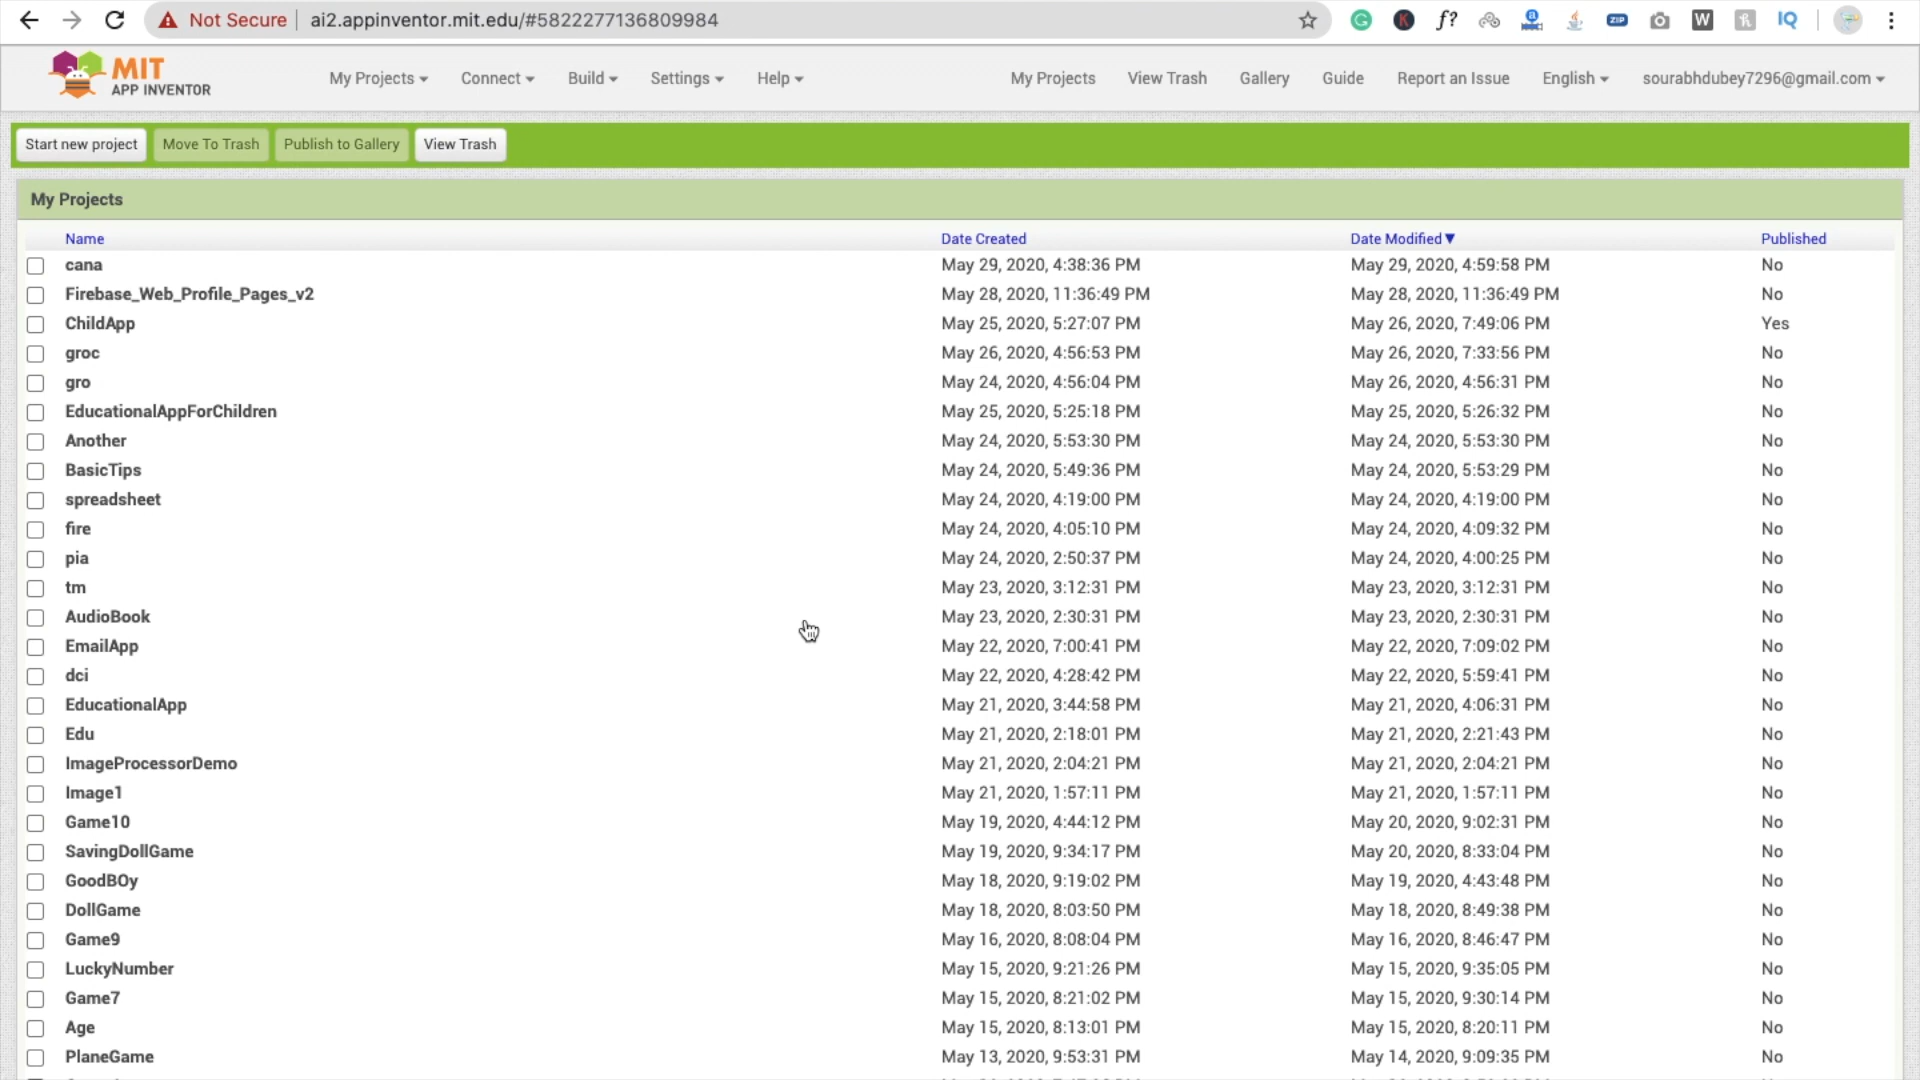 Not Secure ai2.appinventor.mit.edu/#5822277136809984 f? ZIP W IQ
MIT
APP INVENTOR
My Projects Connect Build Settings Help My Projects View Trash Gallery Guide Report an Issue English sourabhdubey7296@gmail.com
Start new project Move To Trash Publish to Gallery View Trash
My Projects
Name Date Created Date Modified Published
cana May 29, 2020, 4:38:36 PM May 29, 2020, 4:59:58 PM No
Firebase_Web_Profile_Pages_v2 May 28, 2020, 11:36:49 PM May 28, 2020, 11:36:49 PM No
ChildApp May 25, 2020, 5:27:07 PM May 26, 2020, 7:49:06 PM Yes
groc May 26, 2020, 4:56:53 PM May 26, 2020, 7:33:56 PM No
gro May 24, 2020, 4:56:04 PM May 26, 2020, 4:56:31 PM No
EducationalAppForChildren May 25, 2020, 5:25:18 PM May 25, 2020, 5:26:32 PM No
Another May 24, 2020, 5:53:30 PM May 24, 2020, 5:53:30 PM No
BasicTips May 24, 2020, 5:49:36 PM May 24, 2020, 5:53:29 PM No
spreadsheet May 24, 2020, 4:19:00 PM May 24, 2020, 4:19:00 PM No
fire May 24, 2020, 4:05:10 PM May 24, 2020, 4:09:32 PM No
pia May 24, 2020, 2:50:37 PM May 24, 2020, 4:00:25 PM No
tm May 23, 2020, 3:12:31 PM May 23, 2020, 3:12:31 PM No
AudioBook May 23, 2020, 2:30:31 PM May 23, 2020, 2:30:31 PM No
EmailApp May 22, 2020, 7:00:41 PM May 22, 2020, 7:09:02 PM No
dci May 22, 2020, 4:28:42 PM May 22, 2020, 5:59:41 PM No
EducationalApp May 21, 2020, 3:44:58 PM May 21, 2020, 4:06:31 PM No
Edu May 21, 2020, 2:18:01 PM May 21, 2020, 2:21:43 PM No
ImageProcessorDemo May 21, 2020, 2:04:21 PM May 21, 2020, 2:04:21 PM No
Image1 May 21, 2020, 1:57:11 PM May 21, 2020, 1:57:11 PM No
Game10 May 19, 2020, 4:44:12 PM May 20, 2020, 9:02:31 PM No
SavingDollGame May 19, 2020, 9:34:17 PM May 20, 2020, 8:33:04 PM No
GoodBOy May 18, 2020, 9:19:02 PM May 19, 2020, 4:43:48 PM No
DollGame May 18, 2020, 8:03:50 PM May 18, 2020, 8:49:38 PM No
Game9 May 16, 2020, 8:08:04 PM May 16, 2020, 8:46:47 PM No
LuckyNumber May 15, 2020, 9:21:26 PM May 15, 2020, 9:35:05 PM No
Game7 May 15, 2020, 8:21:02 PM May 15, 2020, 9:30:14 PM No
Age May 15, 2020, 8:13:01 PM May 15, 2020, 8:20:11 PM No
PlaneGame May 13, 2020, 9:53:31 PM May 14, 2020, 9:09:35 PM No